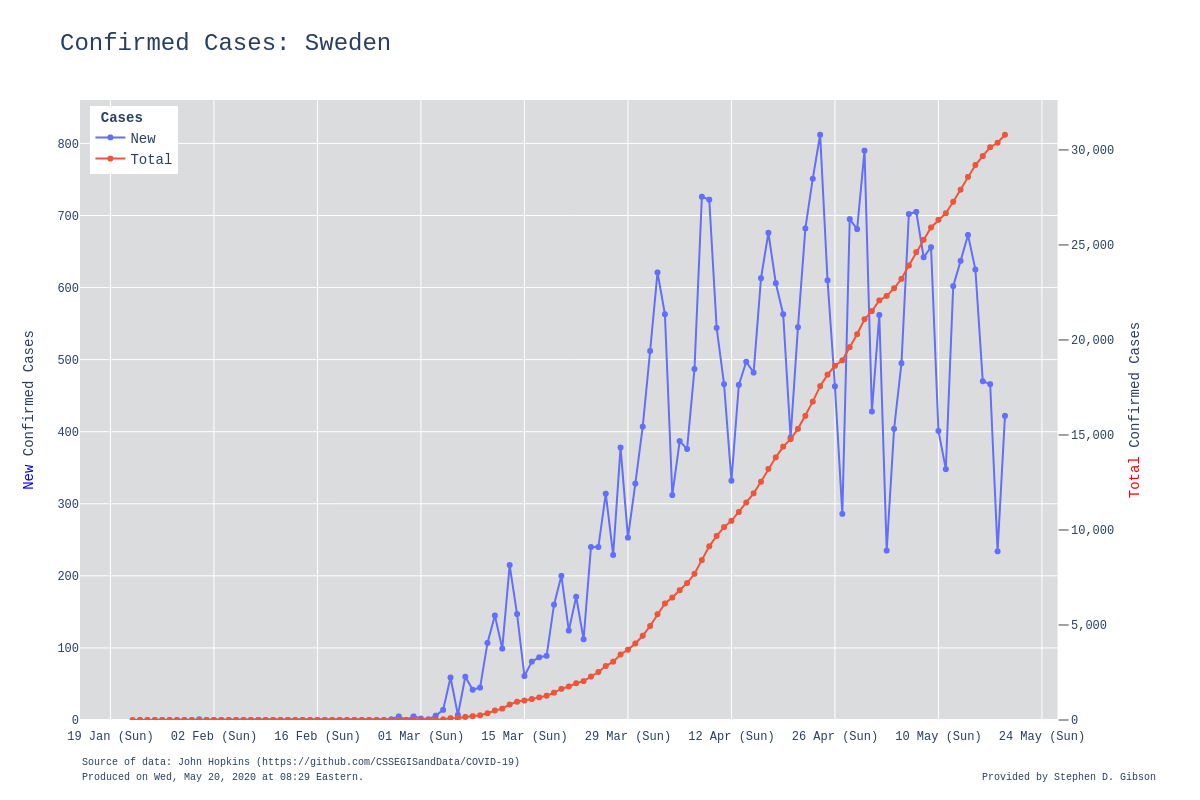 Confirmed Cases: Sweden
Cases
New
Total
800
700
600
500
400
300
200
100
0
New Confirmed Cases
30,000
25,000
20,000
15,000
10,000
5,000
0
Total Confirmed Cases
19 Jan (Sun) 02 Feb (Sun) 16 Feb (Sun) 01 Mar (Sun) 15 Mar (Sun) 29 Mar (Sun) 12 Apr (Sun) 26 Apr (Sun) 10 May (Sun) 24 May (Sun)
Source of data: John Hopkins (https://github.com/CSSEGISandData/COVID-19)
Produced on Wed, May 20, 2020 at 08:29 Eastern.
Provided by Stephen D. Gibson